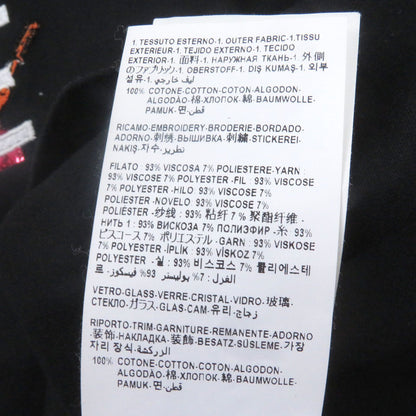 1. TESSUTO ESTERNO-1. OUTER FABRIC-1.TISSU
EXTERIEUR-1.TEJIDO EXTERNO-1. TECIDO
EXTERIOR-1. 面料-1. НАРУЖНАЯ ТКАНЬ-1. 外側
のファブリック-1. OBERSTOFF-1. DIŞ KUMAŞ-1. 외부
섬유-1. ليف خارجي
100% COTONE-COTTON-COTON-ALGODÓN-
ALGODÃO-棉-ХЛОПОК-綿-BAUMWOLLE-
PAMUK-면-قطن
RICAMO-EMBROIDERY-BRODERIE-BORDADO-
ADORNO-刺绣-ВЫШИВКА-刺繍-STICKEREI-
NAKIŞ-자수-تطريز
FILATO : 93% VISCOSA 7% POLIESTERE-YARN :
93% VISCOSE 7% POLYESTER-FIL : 93% VISCOSE
7% POLYESTER-HILO : 93% VISCOSE 7%
POLIESTER-NOVELO : 93% VISCOSE 7%
POLIÉSTER-纱线 : 93% 粘纤 7% 聚酯纤维-
НИТЬ 1 : 93% ВИСКОЗА 7% ПОЛИЭФИР-糸 : 93%
ビスコース 7% ポリエステル-GARN : 93% VISKOSE
7% POLYESTER-İPLİK : 93% VİSKOZ 7%
POLYESTER-실 : 93% 비스코스 7% 폴리에스테
르-الغزل : 7% بوليستر 93% فيسكوز
VETRO-GLASS-VERRE-CRISTAL-VIDRO-玻璃-
СТЕКЛО-ガラス-GLAS-CAM-유리-زجاج
RIPORTO-TRIM-GARNITURE-REMANENTE-ADORNO
-装饰-НАКЛАДКА-装飾-BESATZ-SÜSLEME-가장
자리 장식-الزركشة
100% COTONE-COTTON-COTON-ALGODÓN-
ALGODÃO-棉-ХЛОПОК-綿-BAUMWOLLE-
PAMUK-면-قطن